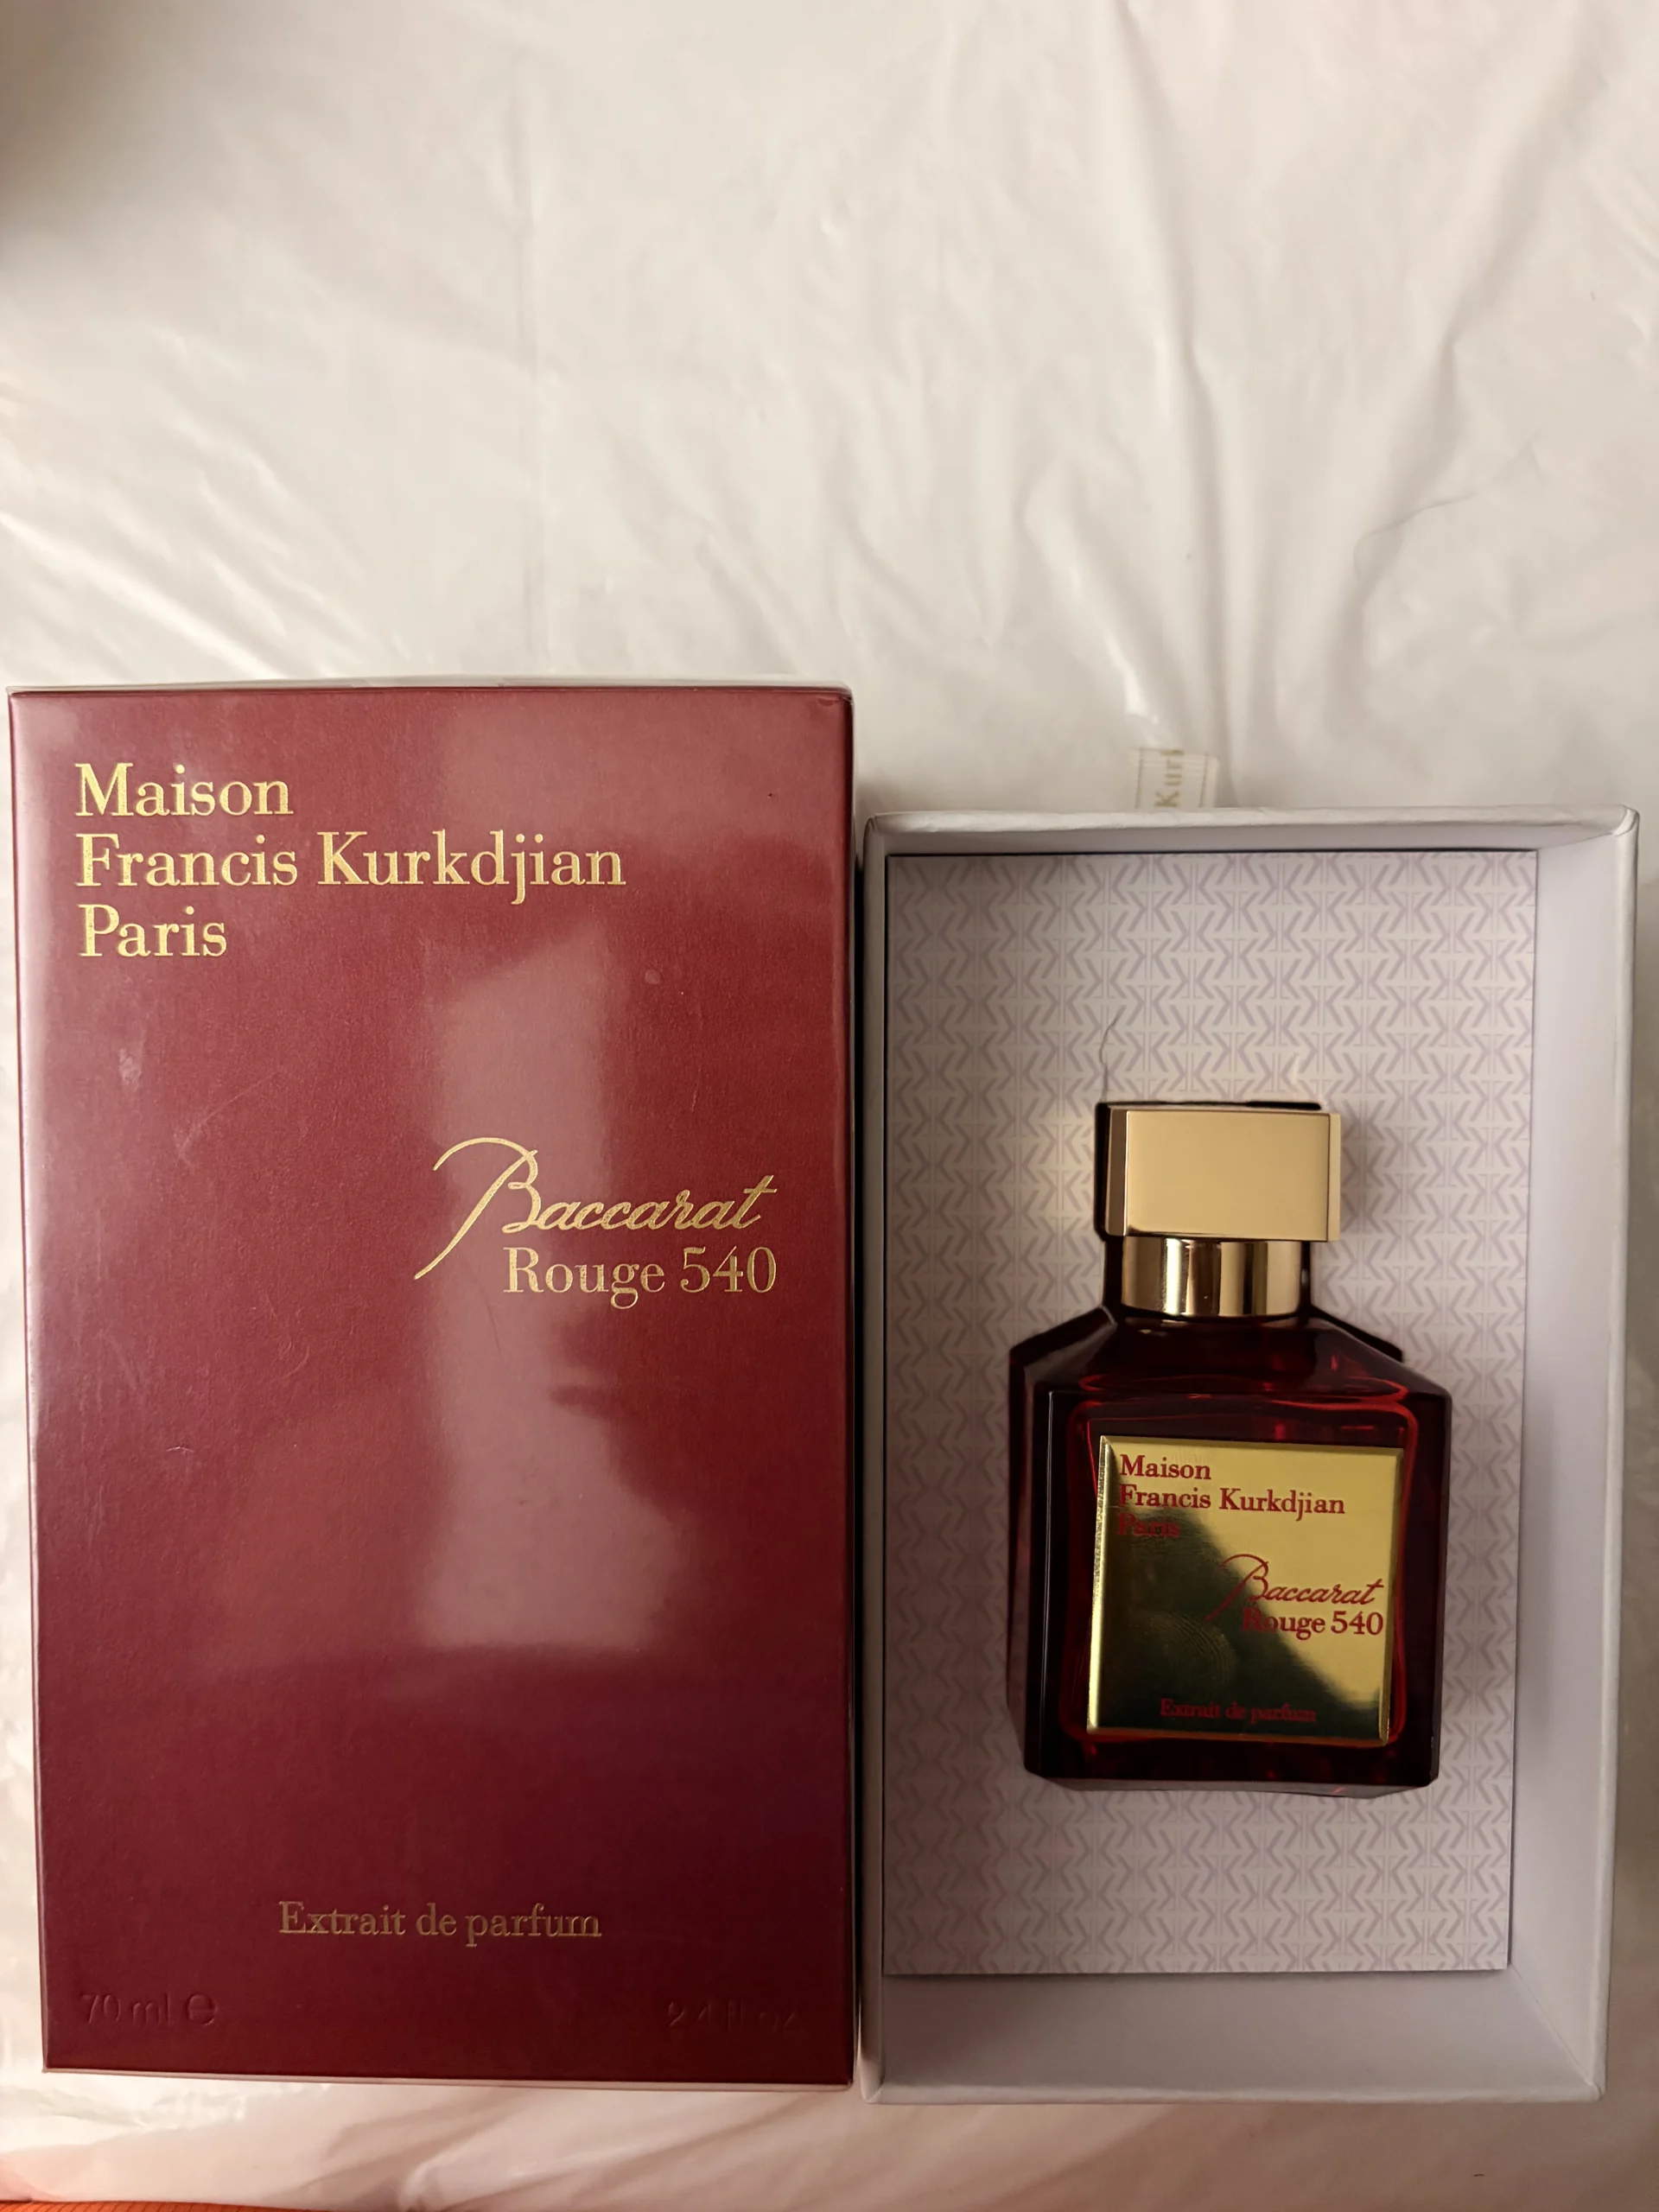 Maison
Francis Kurkdjian
Paris
Baccarat
Rouge 540
Extrait de parfum
70 ml e
2.4 fl oz
Kurk
Maison
Francis Kurkdjian
Paris
Baccarat
Rouge 540
Extrait de parfum